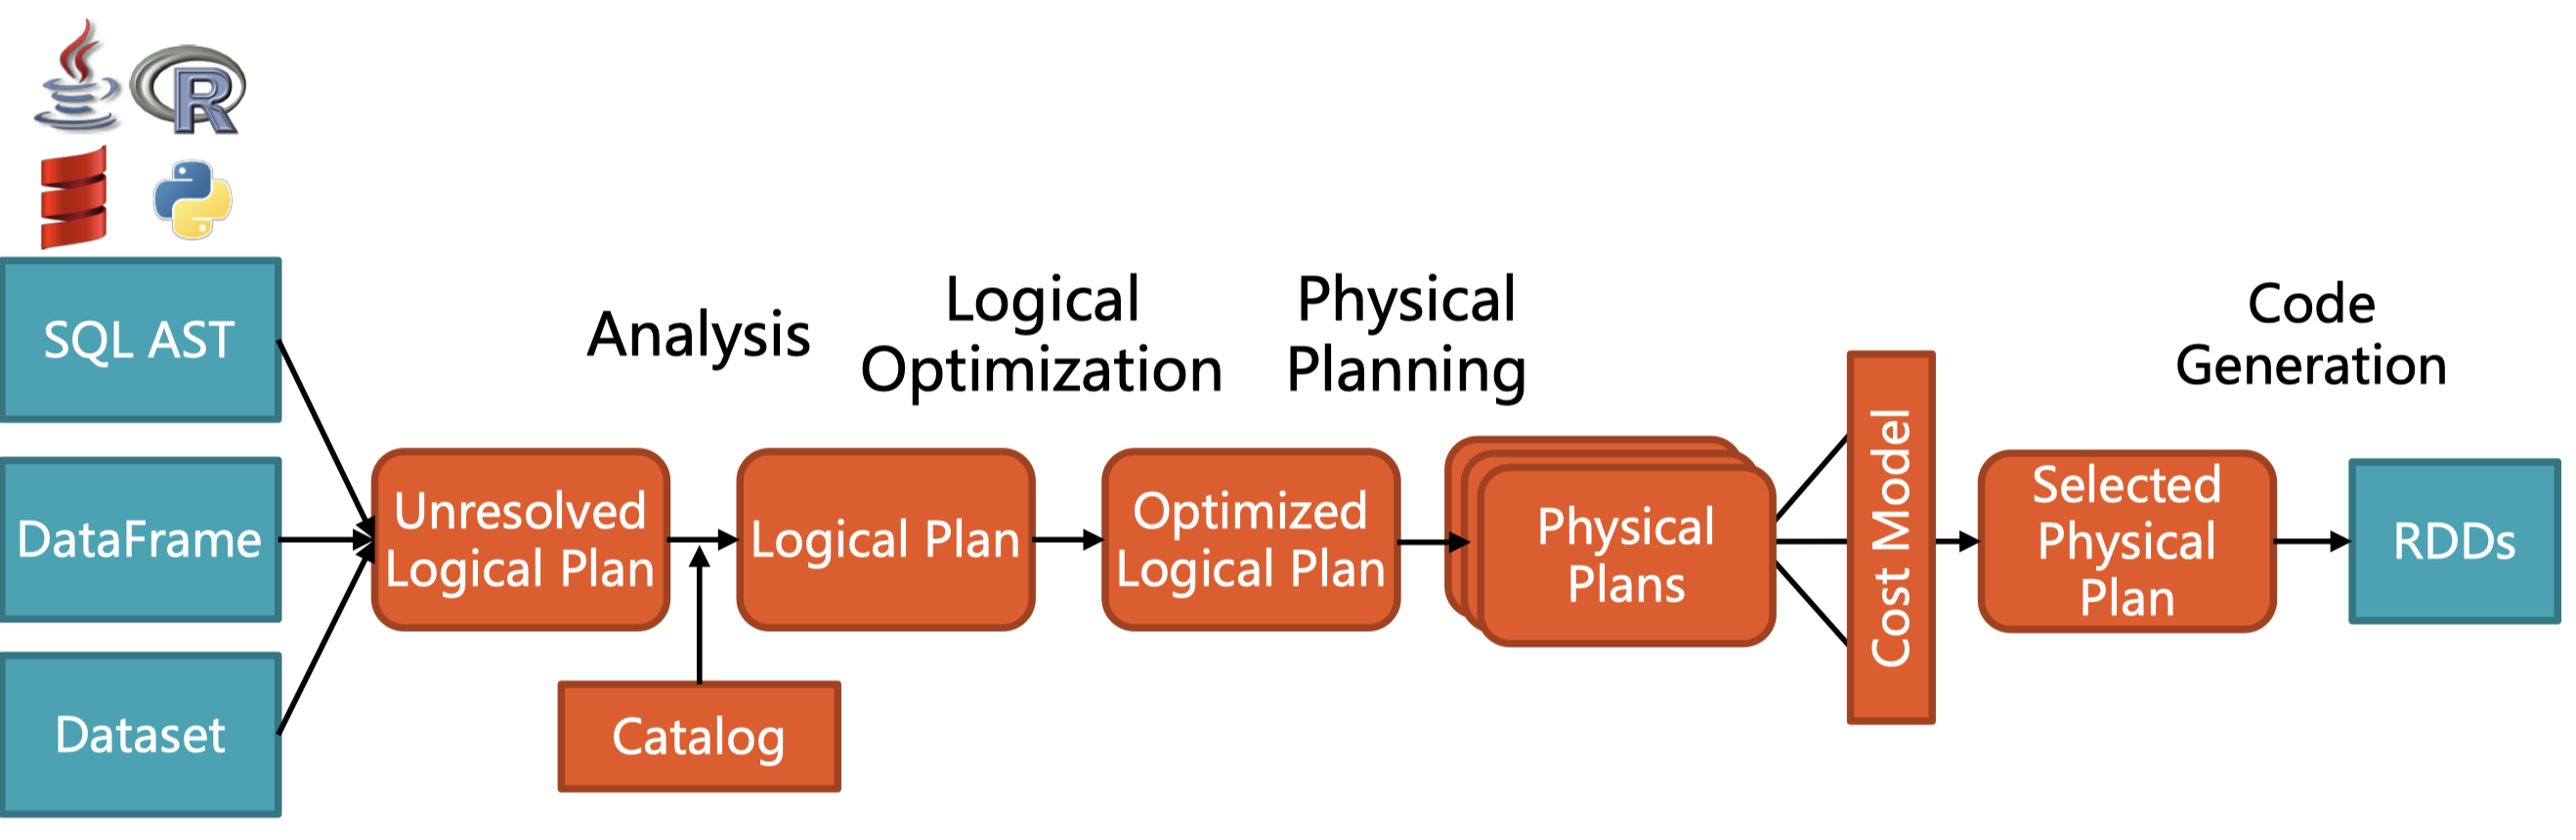 R
SQL AST
DataFrame
Dataset
Analysis
Unresolved
Logical Plan
Catalog
Logical Plan
Logical
Optimization
Optimized
Logical Plan
Physical
Planning
Physical
Plans
Cost Model
Selected
Physical
Plan
Code
Generation
RDDs